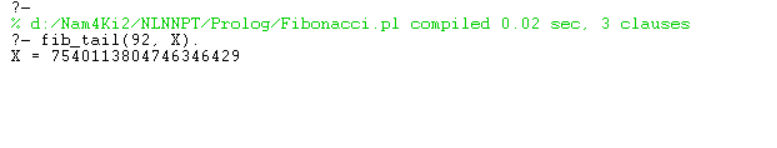 ?-
% d:/Nam4Ki2/NLNNPT/Prolog/Fibonacci.pl compiled 0.02 sec, 3 clauses
?- fib_tail(92, X).
X = 7540113804746346429